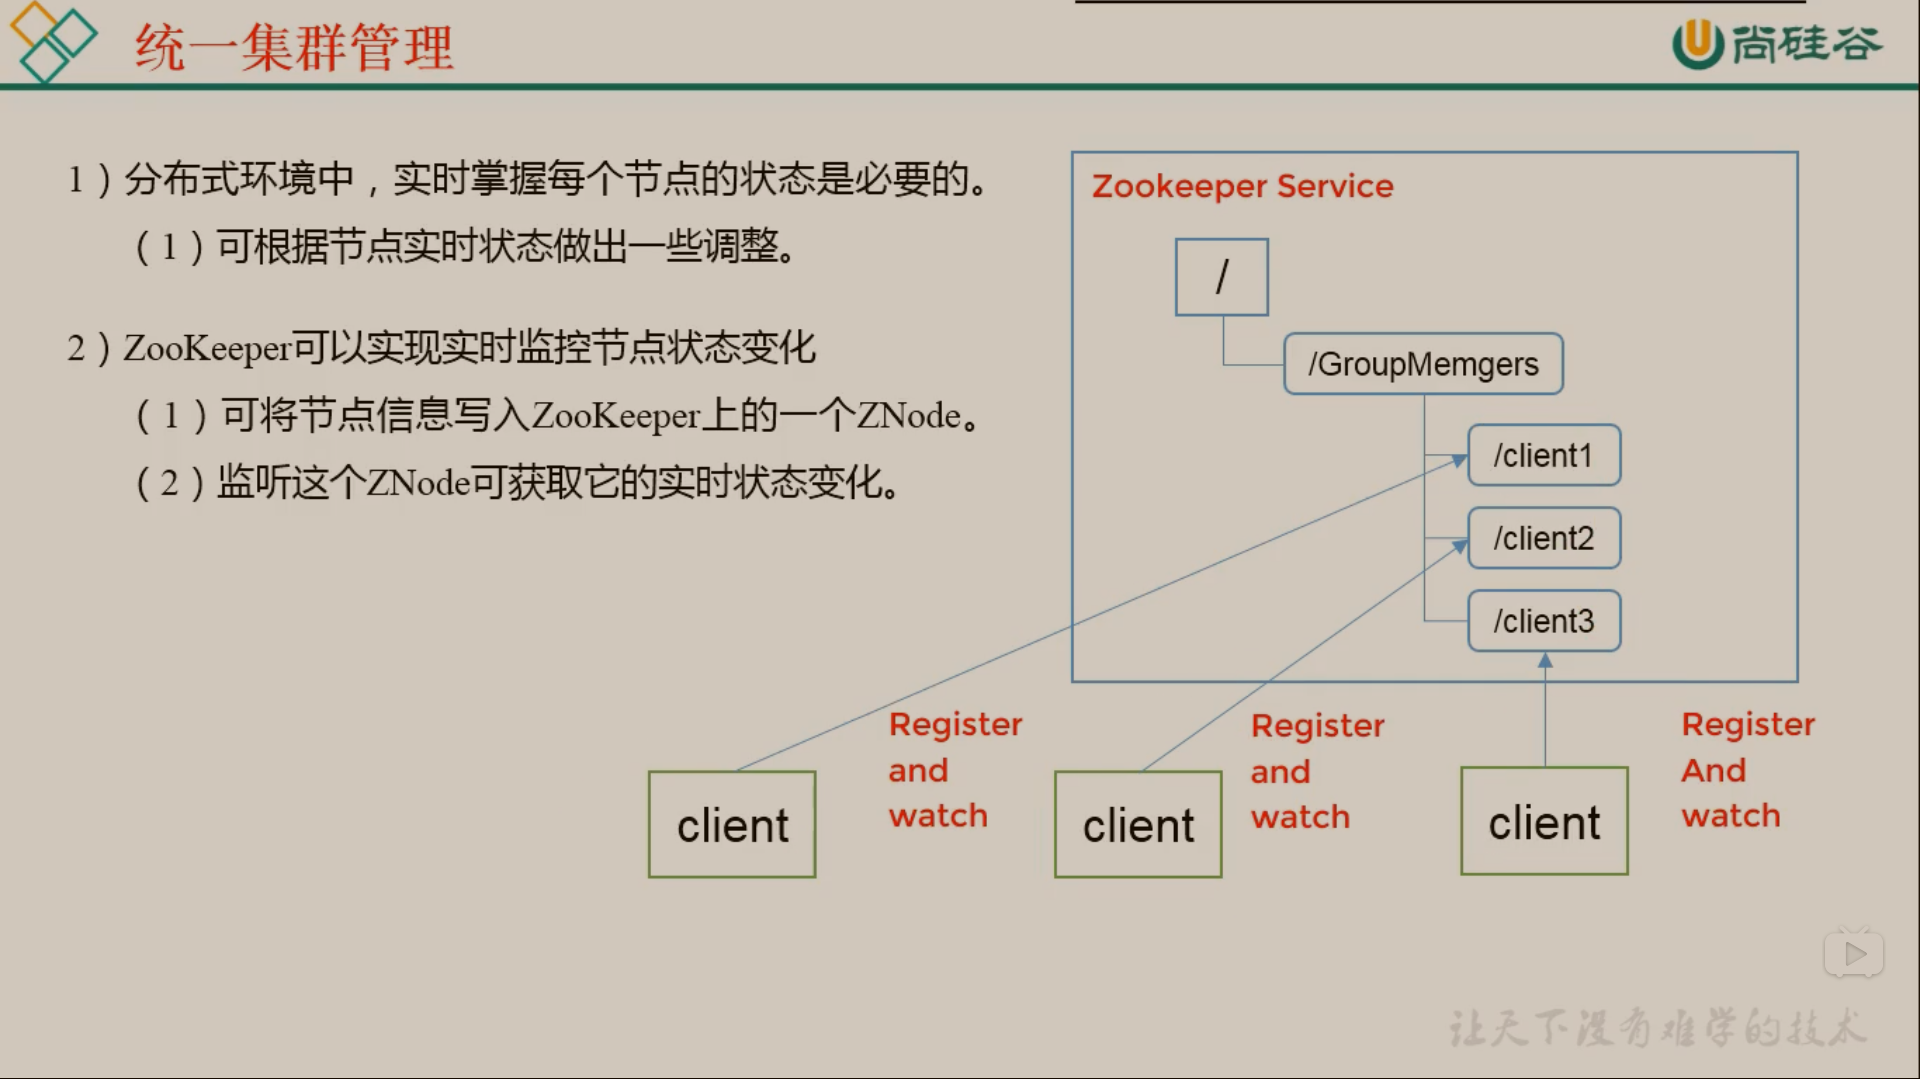 统一集群管理
尚硅谷
1）分布式环境中，实时掌握每个节点的状态是必要的。
（1）可根据节点实时状态做出一些调整。
2）ZooKeeper可以实现实时监控节点状态变化
（1）可将节点信息写入ZooKeeper上的一个ZNode。
（2）监听这个ZNode可获取它的实时状态变化。
Zookeeper Service
/
/GroupMemgers
/client1
/client2
/client3
Register
and
watch
Register
and
watch
Register
And
watch
client
client
client
让天下没有难学的技术